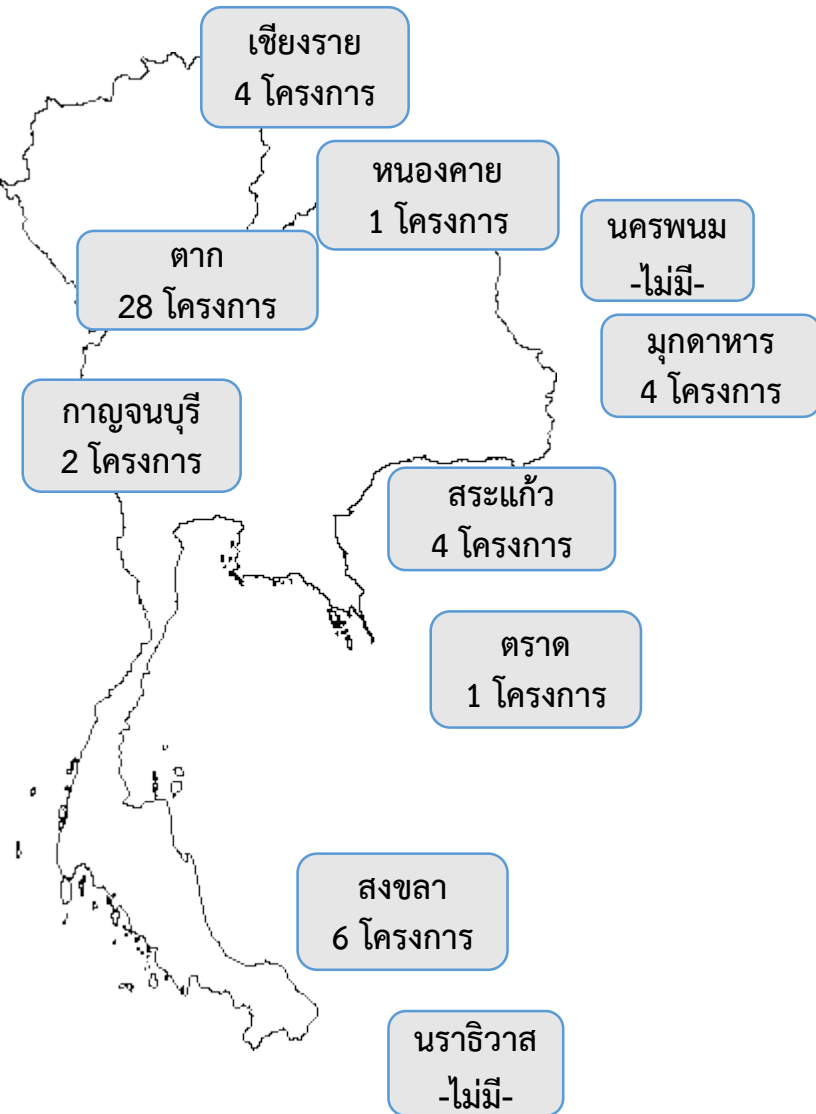 เชียงราย
4 โครงการ
หนองคาย
1 โครงการ
นครพนม
-ไม่มี-
ตาก
28 โครงการ
มุกดาหาร
4 โครงการ
กาญจนบุรี
2 โครงการ
สระแก้ว
4 โครงการ
ตราด
1 โครงการ
สงขลา
6 โครงการ
นราธิวาส
-ไม่มี-